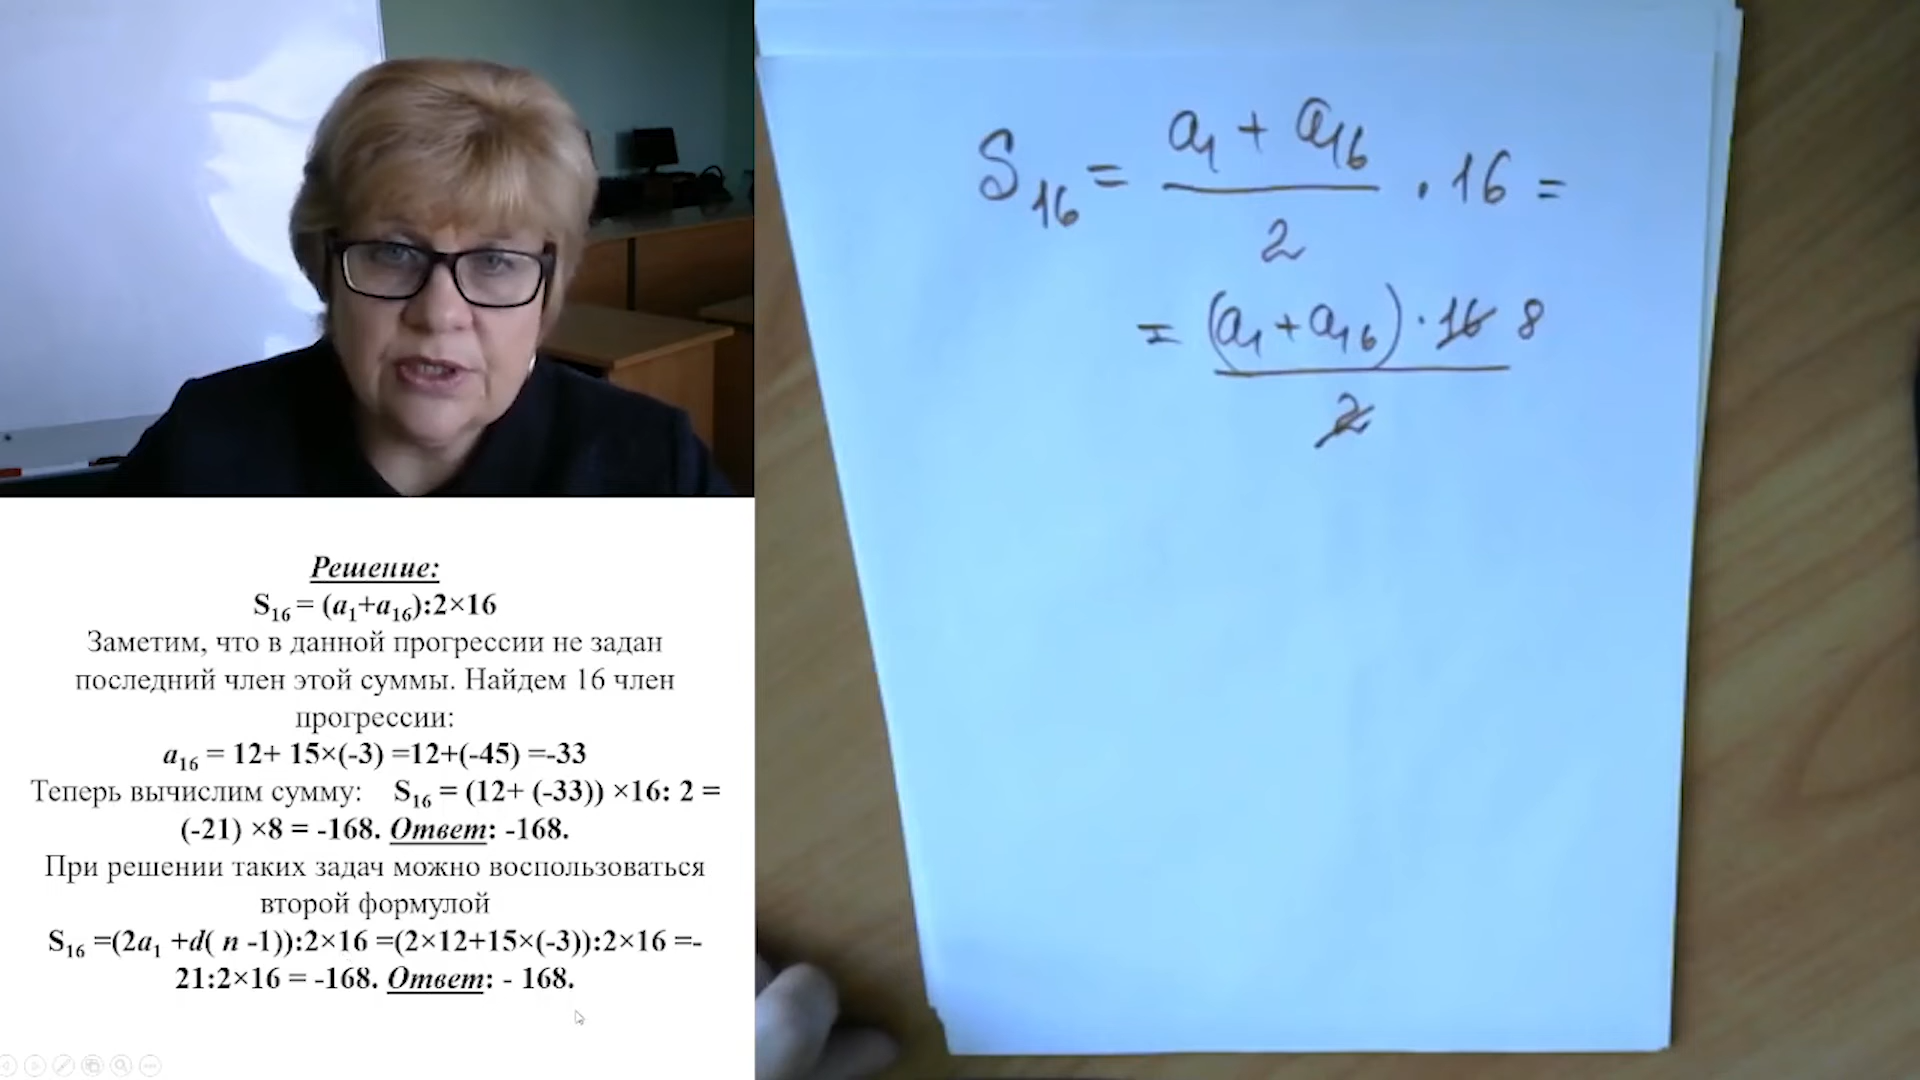 Решение:
S₁₆ = (a₁+a₁₆):2×16
Заметим, что в данной прогрессии не задан
последний член этой суммы. Найдем 16 член
прогрессии:
a₁₆ = 12+ 15×(-3) =12+(-45) =-33
Теперь вычислим сумму: S₁₆ = (12+ (-33)) ×16: 2 =
(-21) ×8 = -168. Ответ: -168.
При решении таких задач можно воспользоваться
второй формулой
S₁₆ =(2a₁ +d( n -1)):2×16 =(2×12+15×(-3)):2×16 =-
21:2×16 = -168. Ответ: - 168.
S₁₆ = a₁ + a₁₆ · 16 =
2
= (a₁ + a₁₆) · 16 8
2